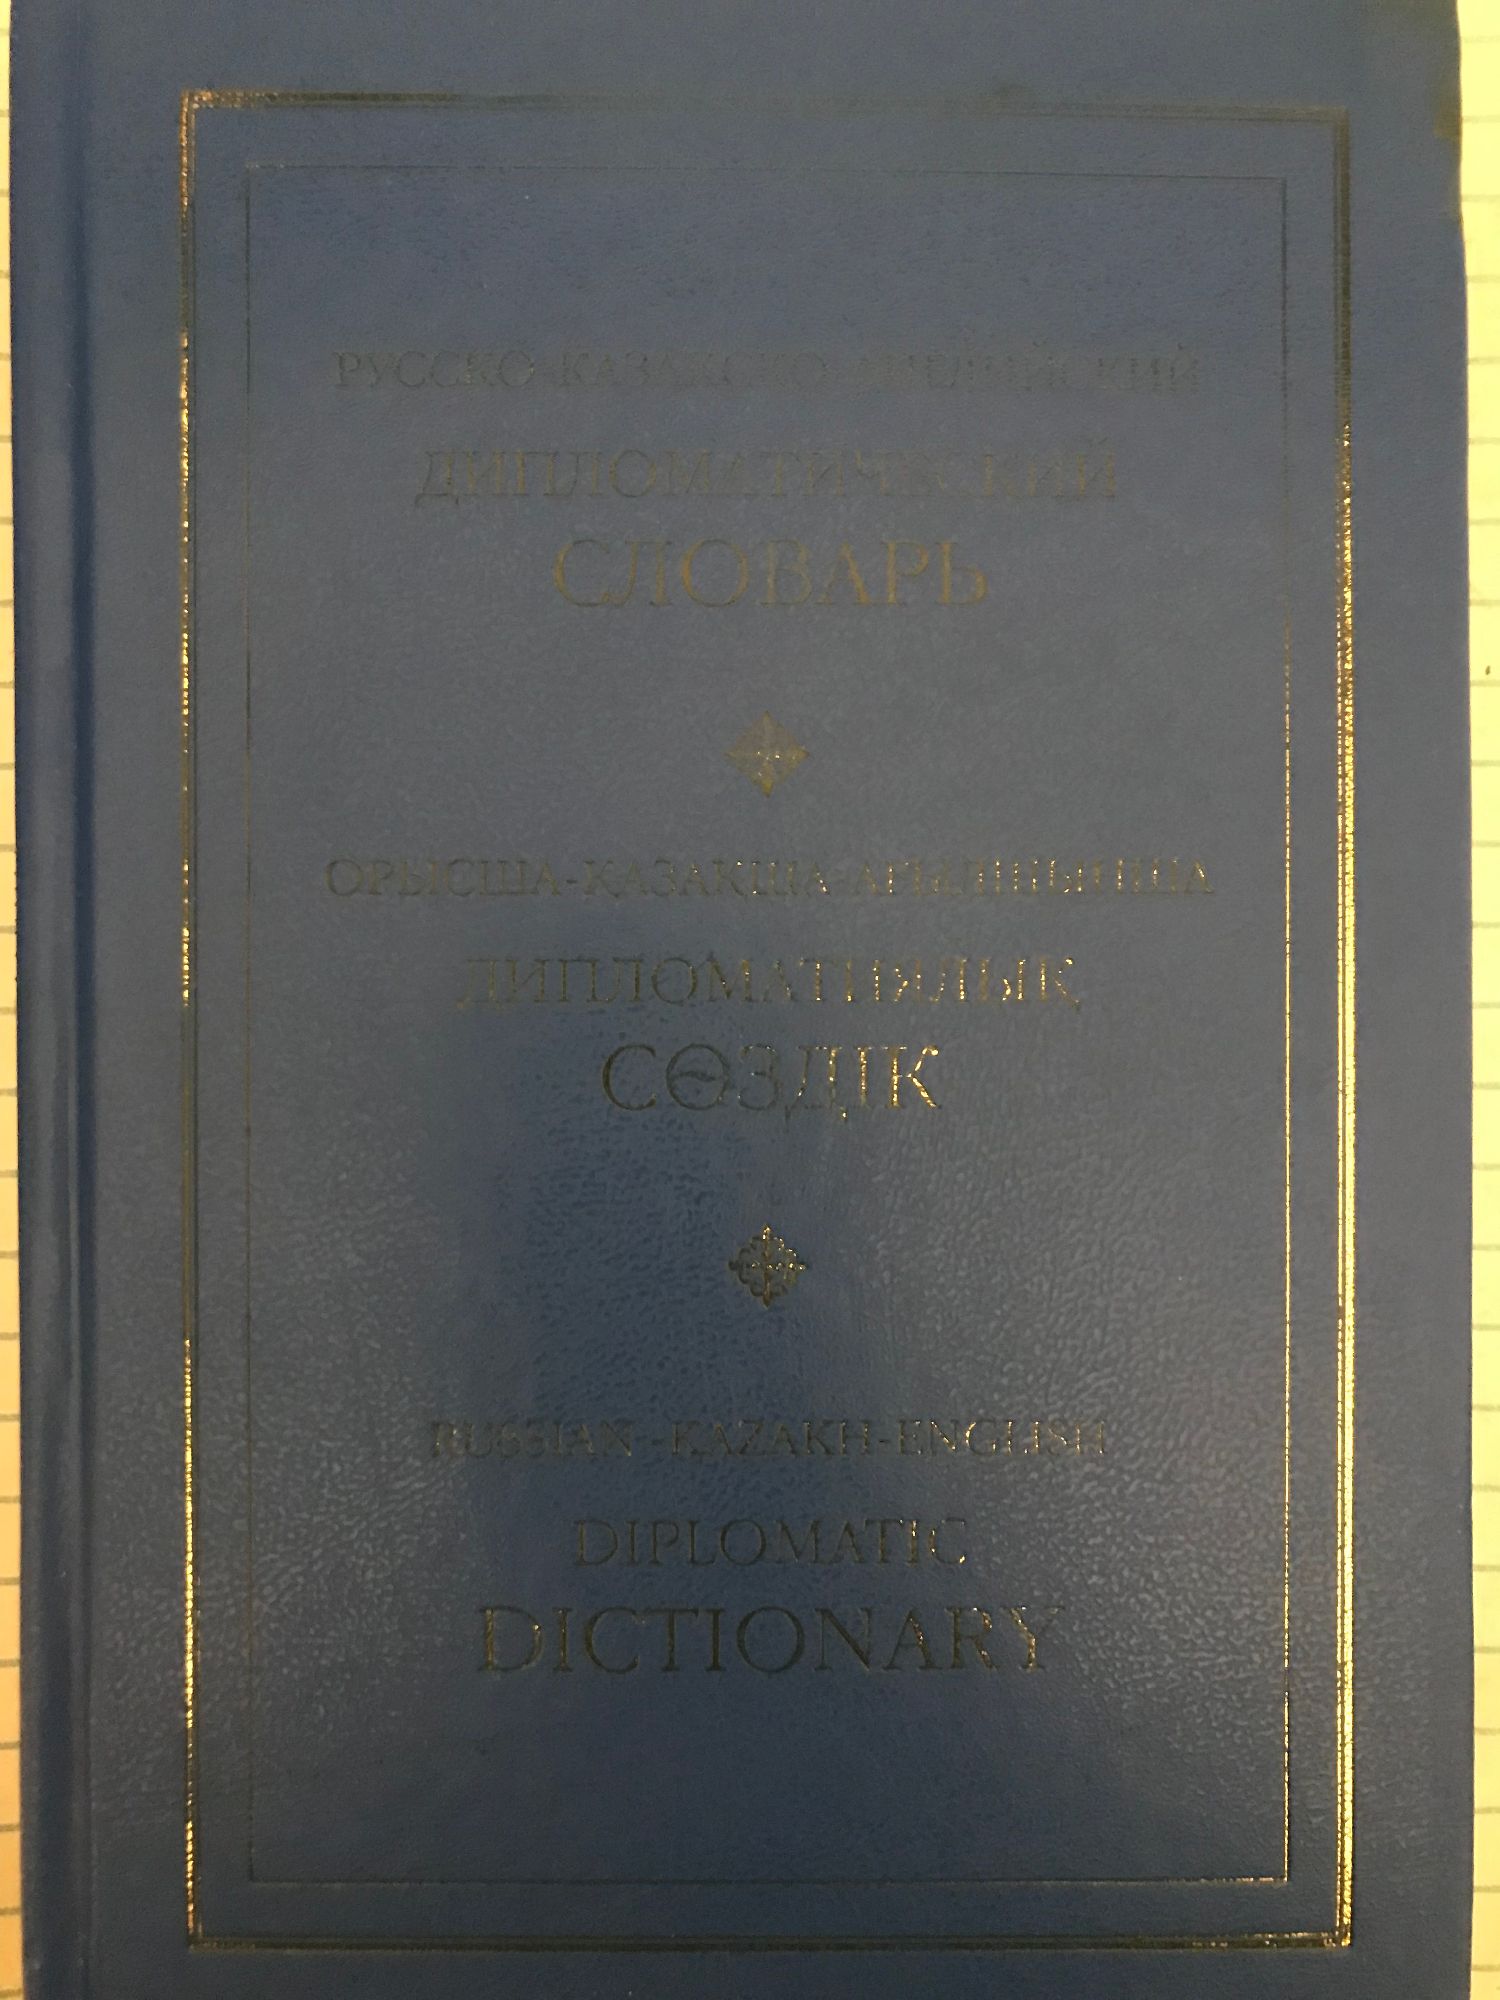 РУССКО-КАЗАХСКО-АНГЛИЙСКИЙ
ДИПЛОМАТИЧЕСКИЙ
СЛОВАРЬ
ОРЫСША-ҚАЗАҚША-АҒЫЛШЫНША
ДИПЛОМАТИЯЛЫҚ
СӨЗДІК
RUSSIAN-KAZAKH-ENGLISH
DIPLOMATIC
DICTIONARY